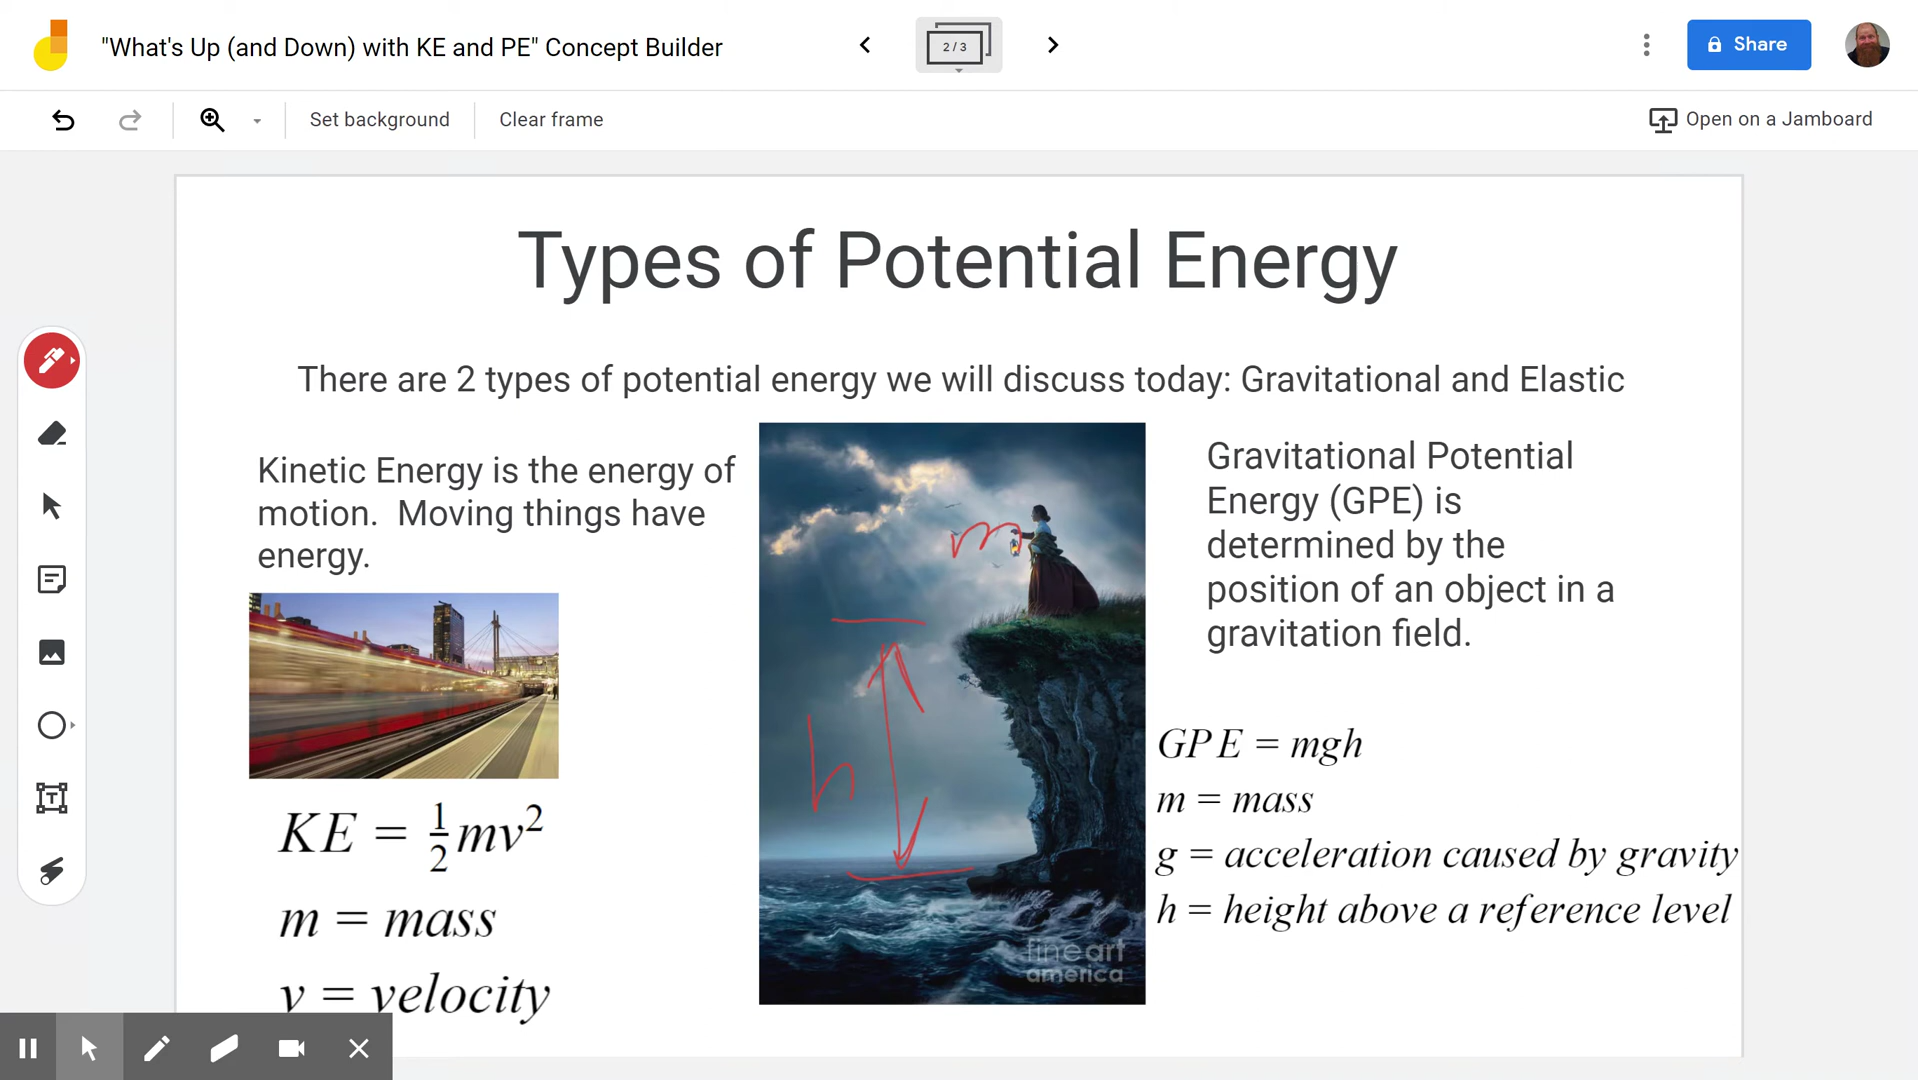 "What's Up (and Down) with KE and PE" Concept Builder
2 / 3
Share
Set background
Clear frame
Open on a Jamboard
Types of Potential Energy
There are 2 types of potential energy we will discuss today: Gravitational and Elastic
Kinetic Energy is the energy of
motion. Moving things have
energy.
KE = ½mv²
m = mass
v = velocity
m
h
fineart
america
Gravitational Potential
Energy (GPE) is
determined by the
position of an object in a
gravitation field.
GPE = mgh
m = mass
g = acceleration caused by gravity
h = height above a reference level